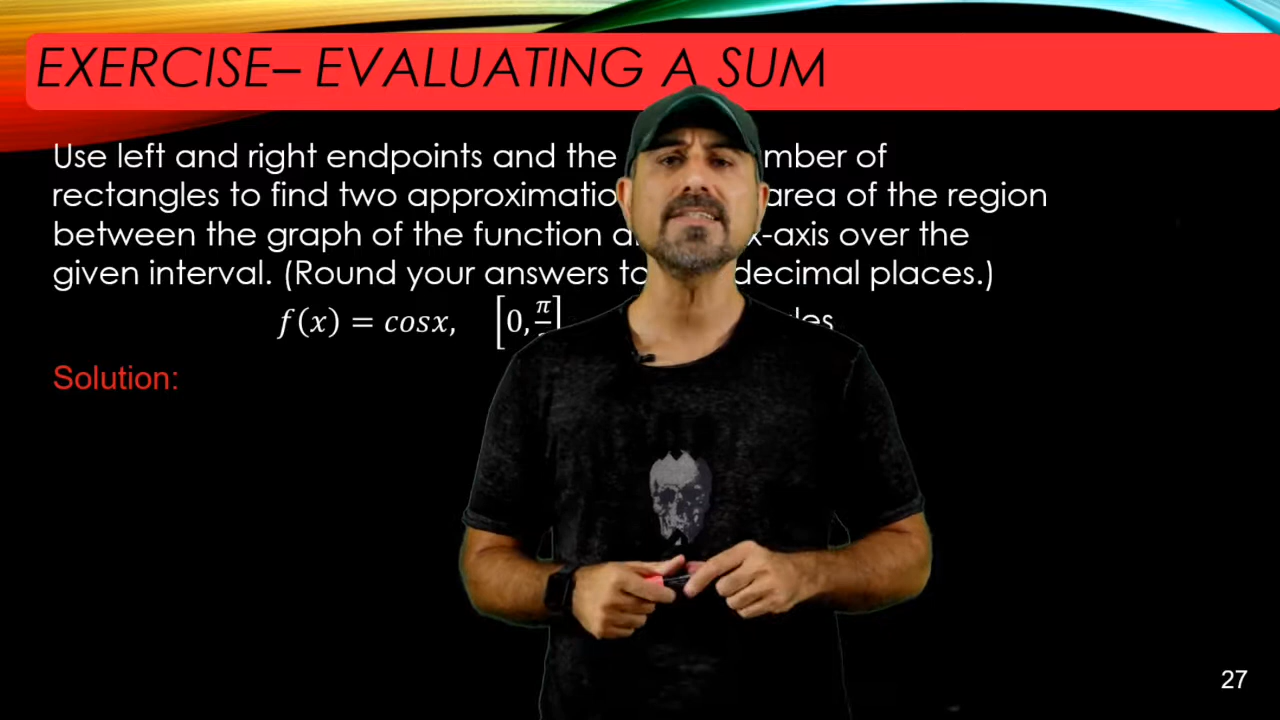 EXERCISE– EVALUATING A SUM
Use left and right endpoints and the mber of
rectangles to find two approximatio area of the region
between the graph of the function a x-axis over the
given interval. (Round your answers to decimal places.)
f(x) = cosx, [0, π/ les
Solution:
27